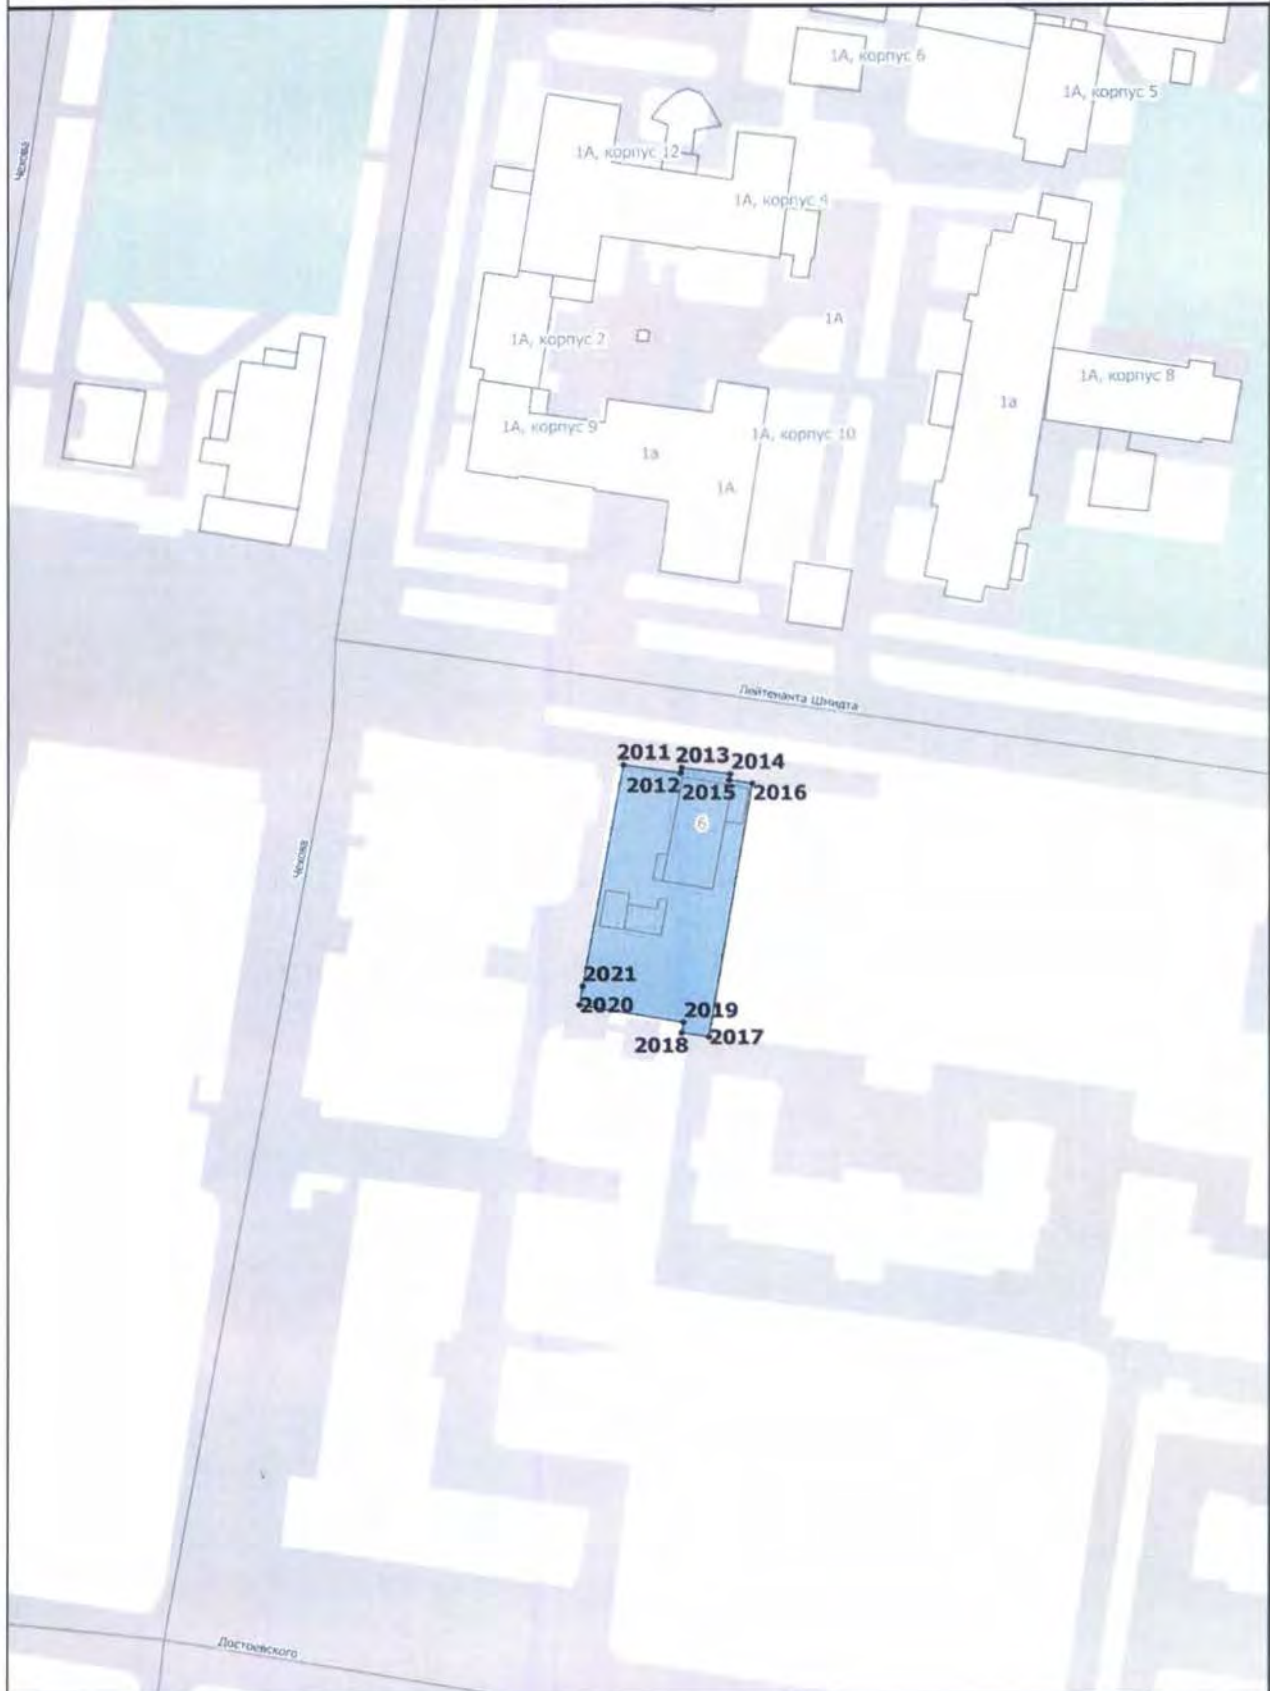 1А, корпус 6
1А, корпус 5
Чехова
1А, корпус 12
1А, корпус 4
1А
1А, корпус 2
1А, корпус 8
1а
1А, корпус 9
1А, корпус 10
1а
1А
Лейтенанта Шмидта
2011
2013
2014
2012
2015
2016
6
Чехова
2021
2020
2019
2018
2017
Достоевского